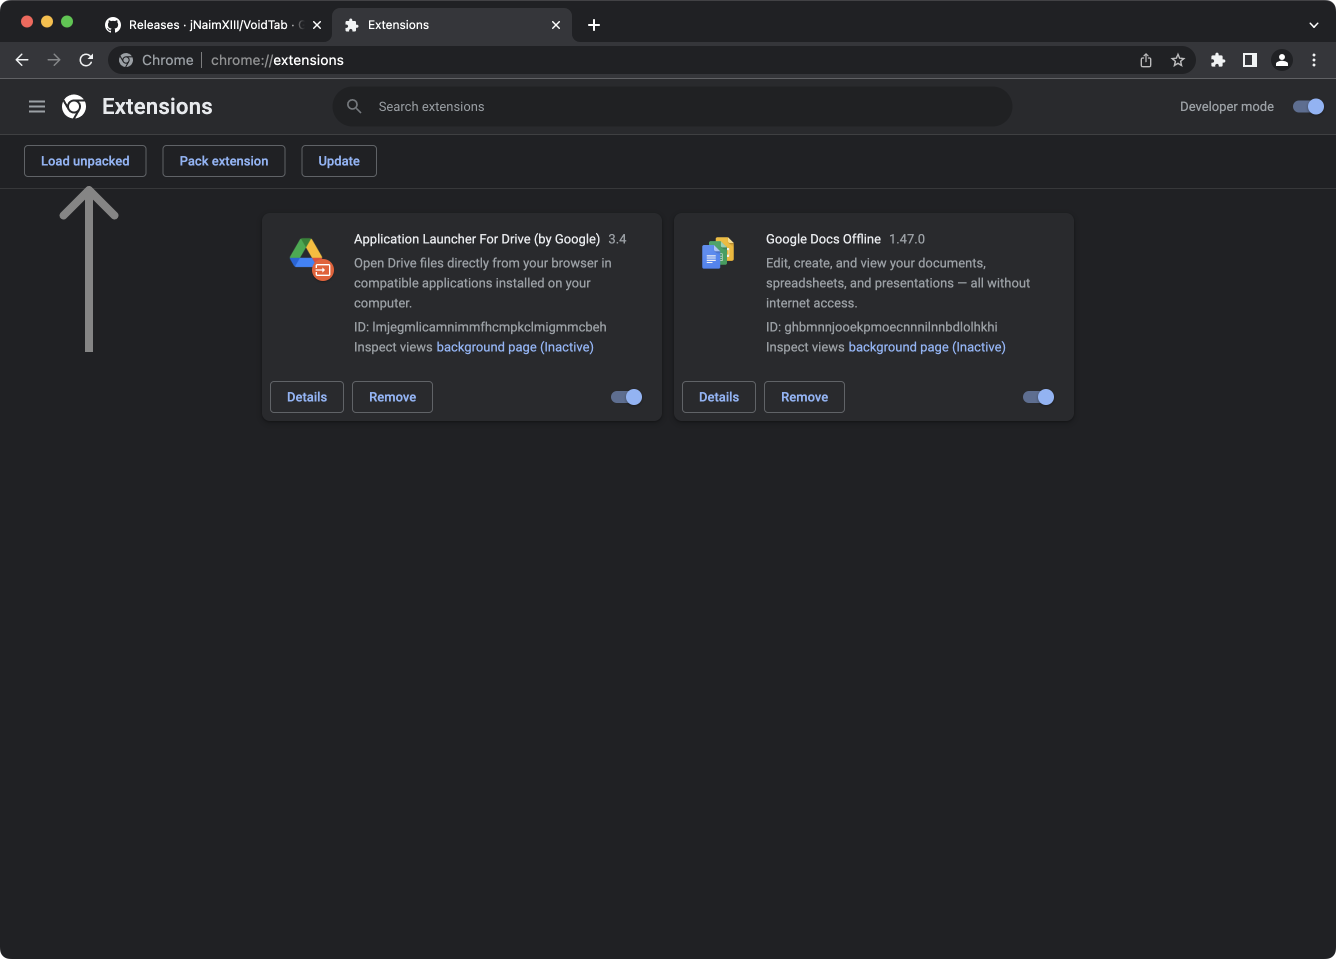 Releases · jNaimXIII/VoidTab ·
Extensions
Chrome
chrome://extensions
Extensions
Search extensions
Developer mode
Load unpacked
Pack extension
Update
Application Launcher For Drive (by Google) 3.4
Open Drive files directly from your browser in
compatible applications installed on your
computer.
ID: lmjegmlicamnimmfhcmpkclmigmmcbeh
Inspect views background page (Inactive)
Details
Remove
Google Docs Offline 1.47.0
Edit, create, and view your documents,
spreadsheets, and presentations — all without
internet access.
ID: ghbmnnjooekpmoecnnnilnnbdlolhkhi
Inspect views background page (Inactive)
Details
Remove